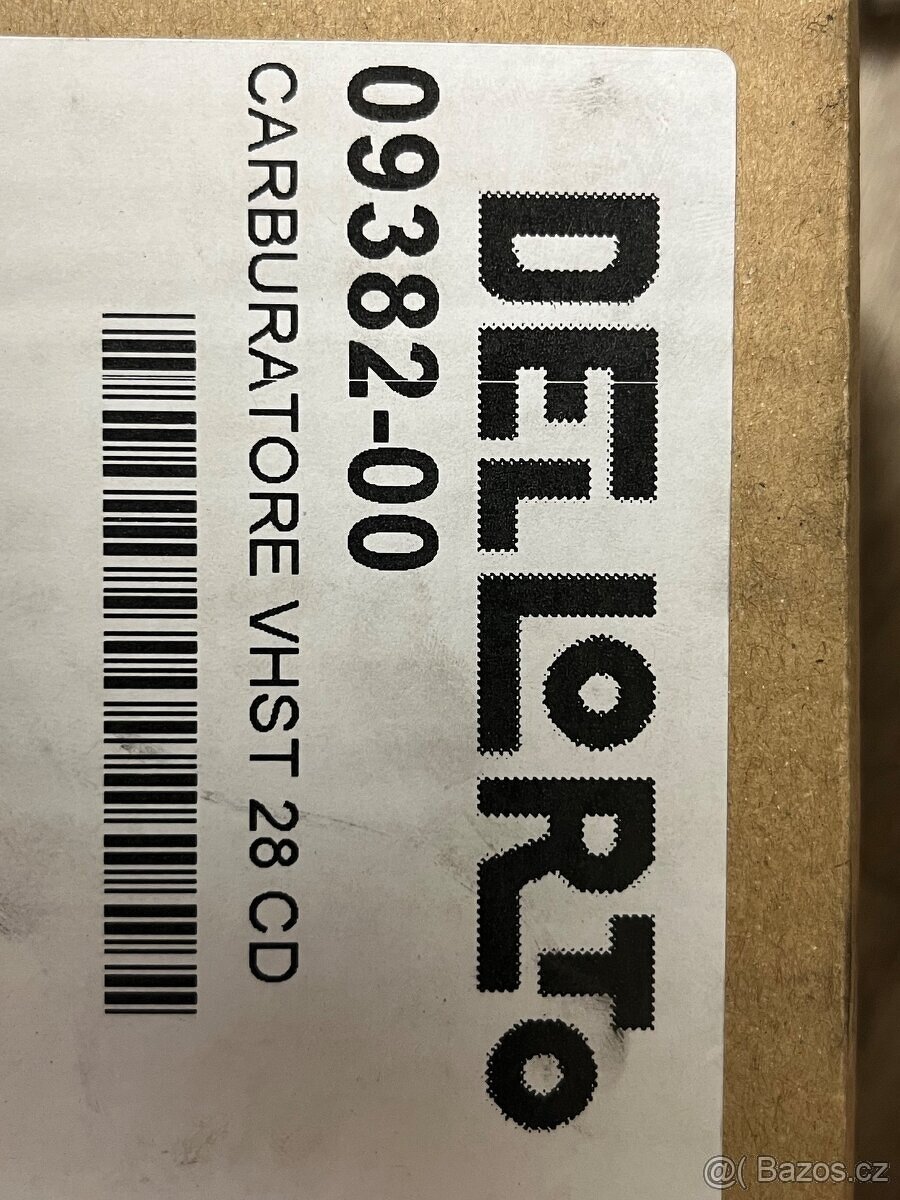 DELLORTO
09382-00
CARBURATORE VHST 28 CD
@( Bazos.cz